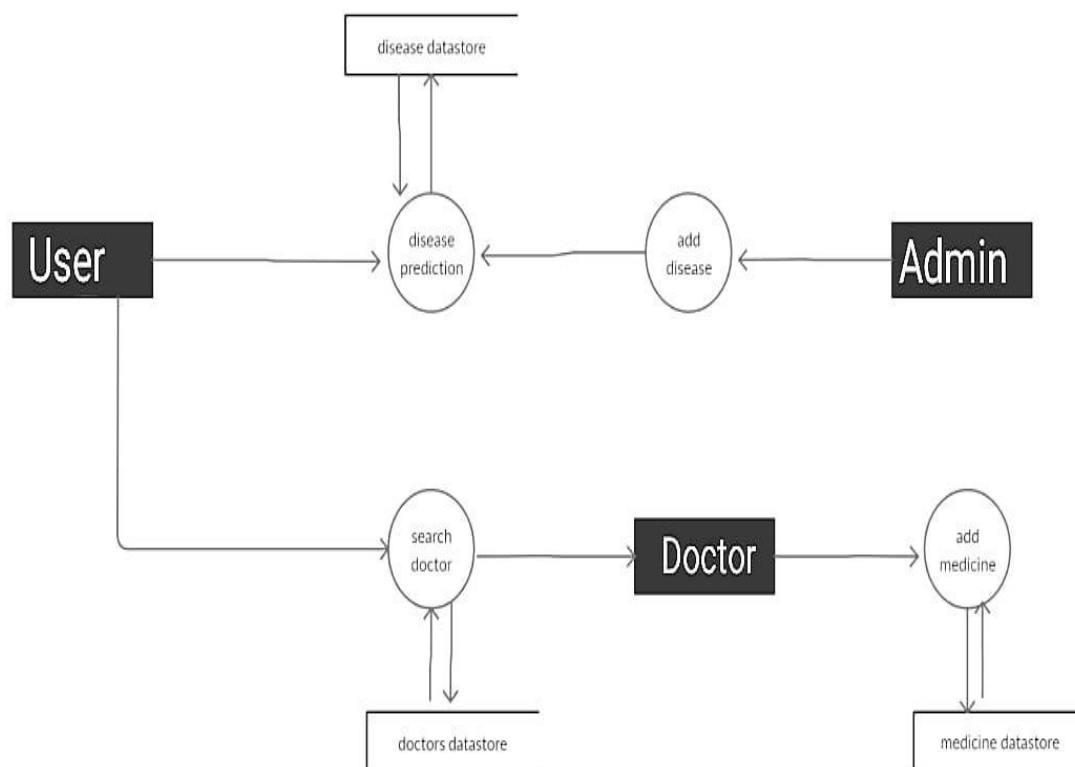 disease datastore
User
disease
prediction
add
disease
Admin
search
doctor
Doctor
add
medicine
doctors datastore
medicine datastore